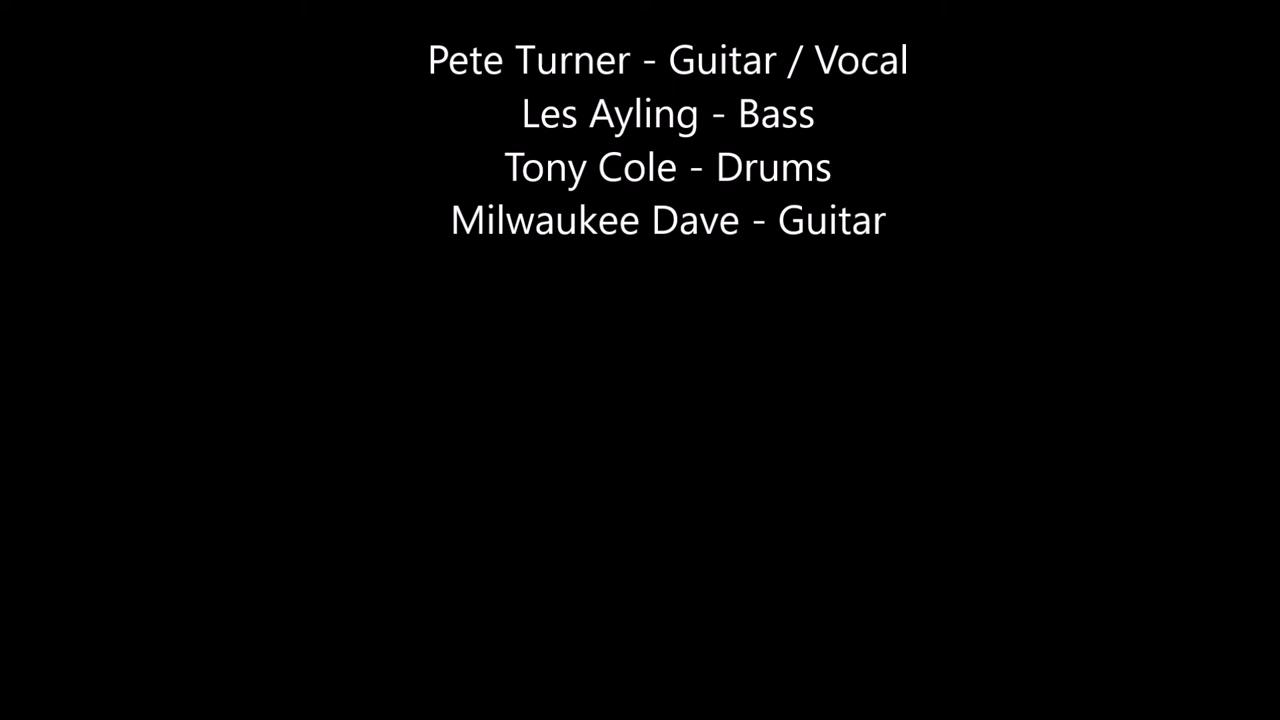 Pete Turner - Guitar / Vocal
Les Ayling - Bass
Tony Cole - Drums
Milwaukee Dave - Guitar